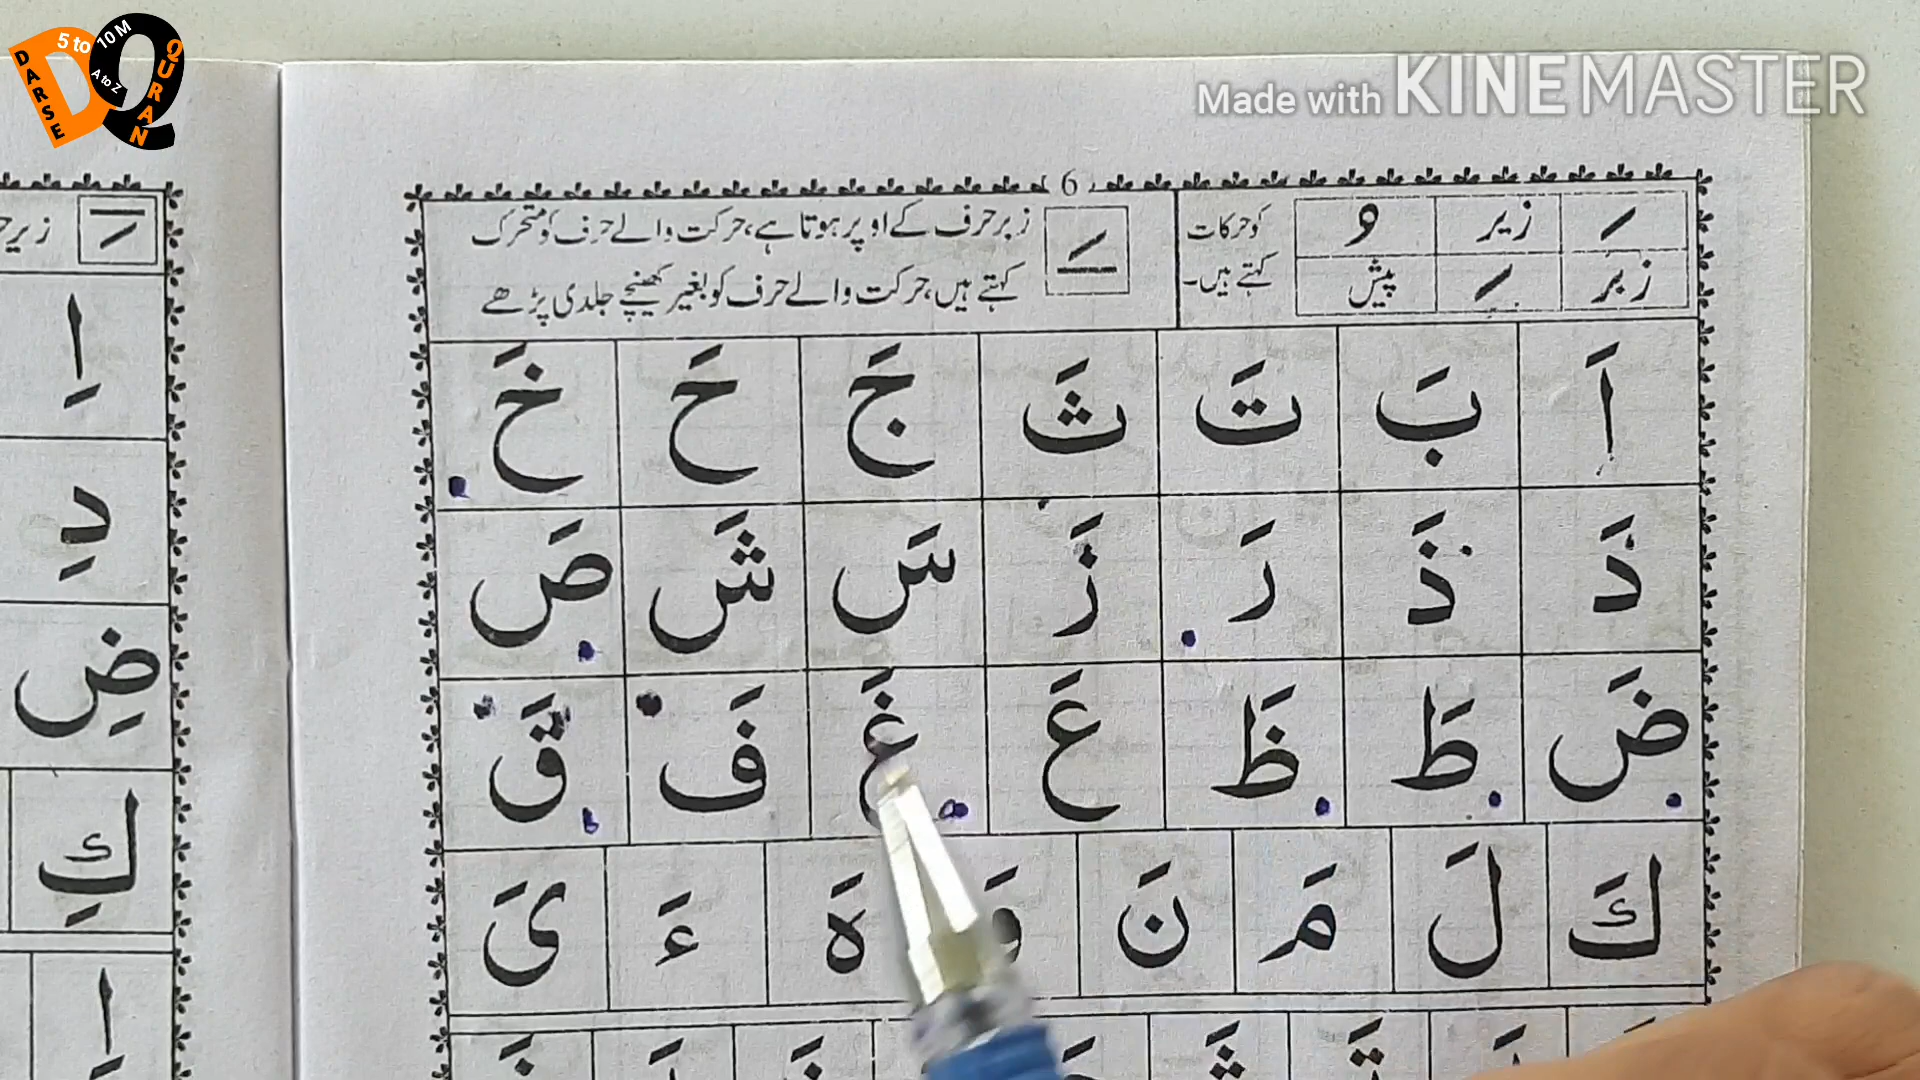 5 to 10 M
A to Z
DARSE QURAN
Made with KINEMASTER
6
زیر
و
کو حرکات
زبر حرف کے اوپر ہوتا ہے، حرکت والے حرف کو متحرک
زبر
پیش
کہتے ہیں۔
کہتے ہیں، حرکت والے حرف کو بغیر کھینچے جلدی پڑھے
اَ بَ تَ ثَ جَ حَ خَ
دَ ذَ رَ زَ سَ شَ صَ
ضَ طَ ظَ عَ غَ فَ قَ
كَ لَ مَ نَ وَ هَ ءَ یَ
زیر
اِ
دِ
ضِ
كِ
اِ